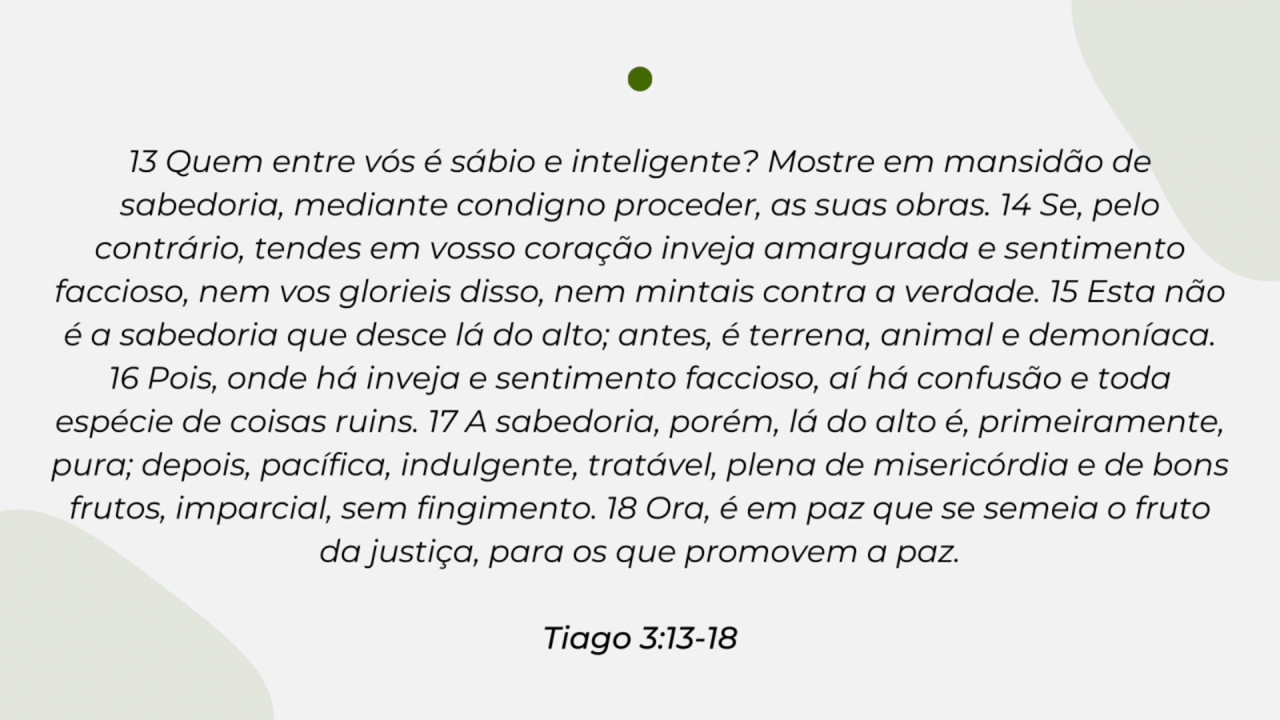 13 Quem entre vós é sábio e inteligente? Mostre em mansidão de
sabedoria, mediante condigno proceder, as suas obras. 14 Se, pelo
contrário, tendes em vosso coração inveja amargurada e sentimento
faccioso, nem vos glorieis disso, nem mintais contra a verdade. 15 Esta não
é a sabedoria que desce lá do alto; antes, é terrena, animal e demoníaca.
16 Pois, onde há inveja e sentimento faccioso, aí há confusão e toda
espécie de coisas ruins. 17 A sabedoria, porém, lá do alto é, primeiramente,
pura; depois, pacífica, indulgente, tratável, plena de misericórdia e de bons
frutos, imparcial, sem fingimento. 18 Ora, é em paz que se semeia o fruto
da justiça, para os que promovem a paz.
Tiago 3:13-18